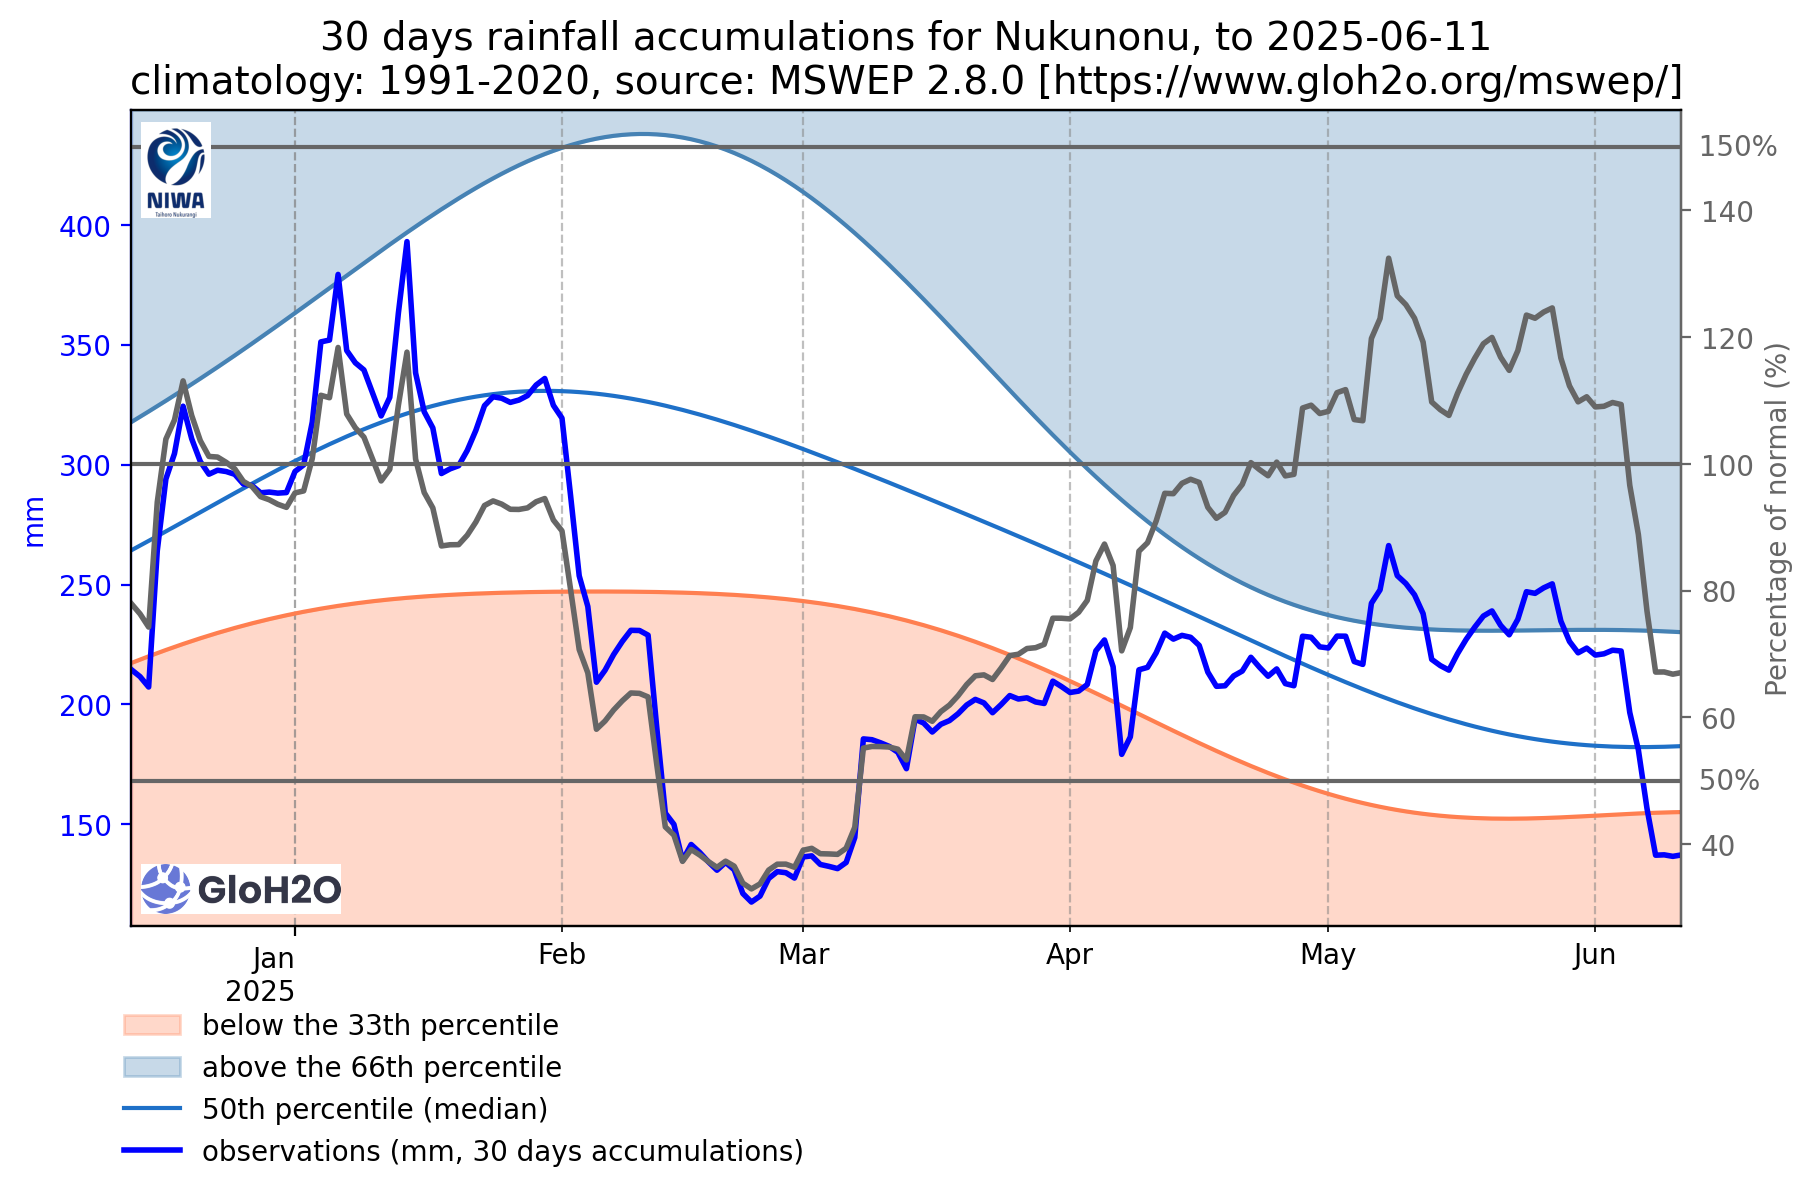 30 days rainfall accumulations for Nukunonu, to 2025-06-11
climatology: 1991-2020, source: MSWEP 2.8.0 [https://www.gloh2o.org/mswep/]
NIWA
Taihoro Nukurangi
400
350
300
250
200
150
mm
150%
140
120
100
80
60
50%
40
Percentage of normal (%)
GloH2O
Jan
2025
Feb
Mar
Apr
May
Jun
below the 33th percentile
above the 66th percentile
50th percentile (median)
observations (mm, 30 days accumulations)